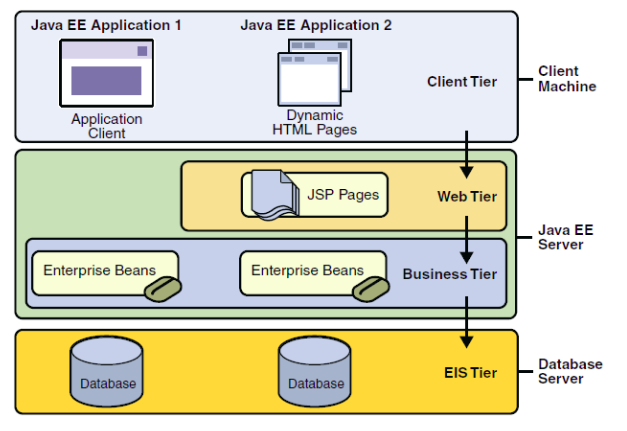 Java EE Application 1
Java EE Application 2
Application
Client
Dynamic
HTML Pages
Client Tier
Client
Machine
JSP Pages
Web Tier
Java EE
Server
Enterprise Beans
Enterprise Beans
Business Tier
Database
Database
EIS Tier
Database
Server